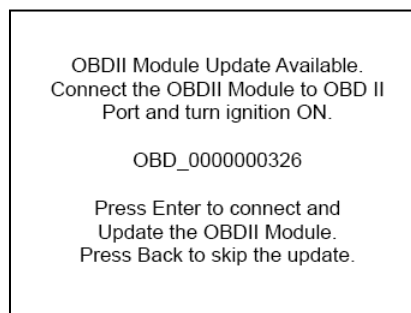 OBDII Module Update Available.
Connect the OBDII Module to OBD II
Port and turn ignition ON.
OBD_0000000326
Press Enter to connect and
Update the OBDII Module.
Press Back to skip the update.